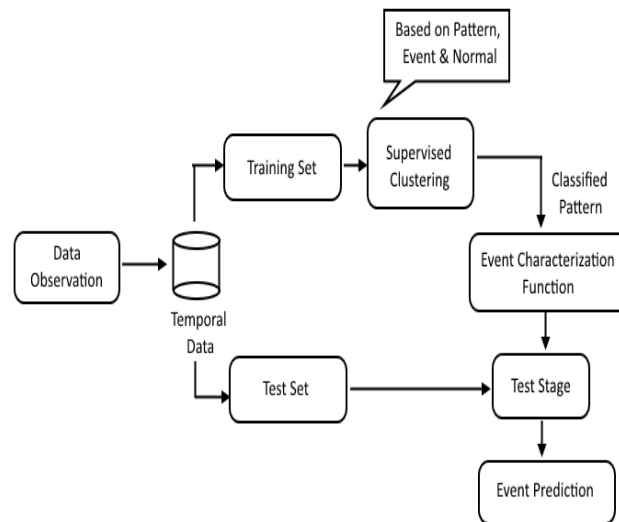 Based on Pattern,
Event & Normal
Training Set
Supervised
Clustering
Classified
Pattern
Data
Observation
Event Characterization
Function
Temporal
Data
Test Set
Test Stage
Event Prediction